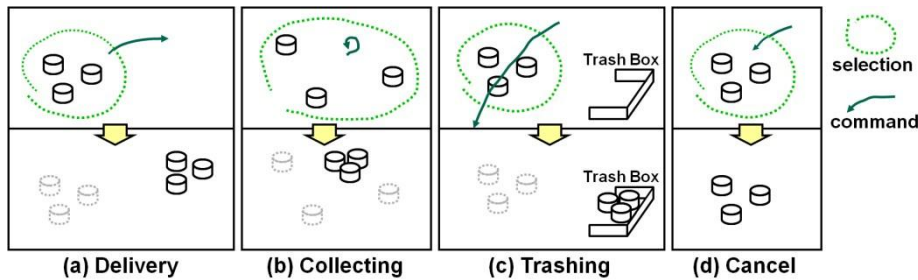 Trash Box
selection
command
Trash Box
(a) Delivery
(b) Collecting
(c) Trashing
(d) Cancel